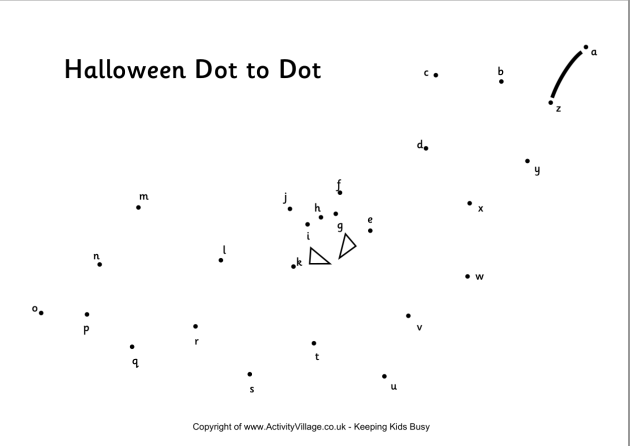 Halloween Dot to Dot
a
b
c
z
d
y
f
j
m
h
x
e
g
i
l
n
k
w
o
p
v
r
t
q
u
s
Copyright of www.ActivityVillage.co.uk - Keeping Kids Busy